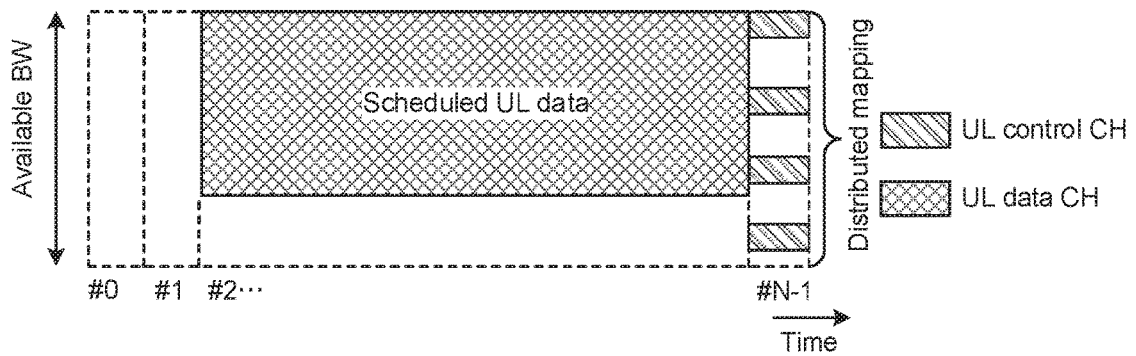 Available BW
Scheduled UL data
Distributed mapping
UL control CH
UL data CH
#0
#1
#2···
#N-1
Time